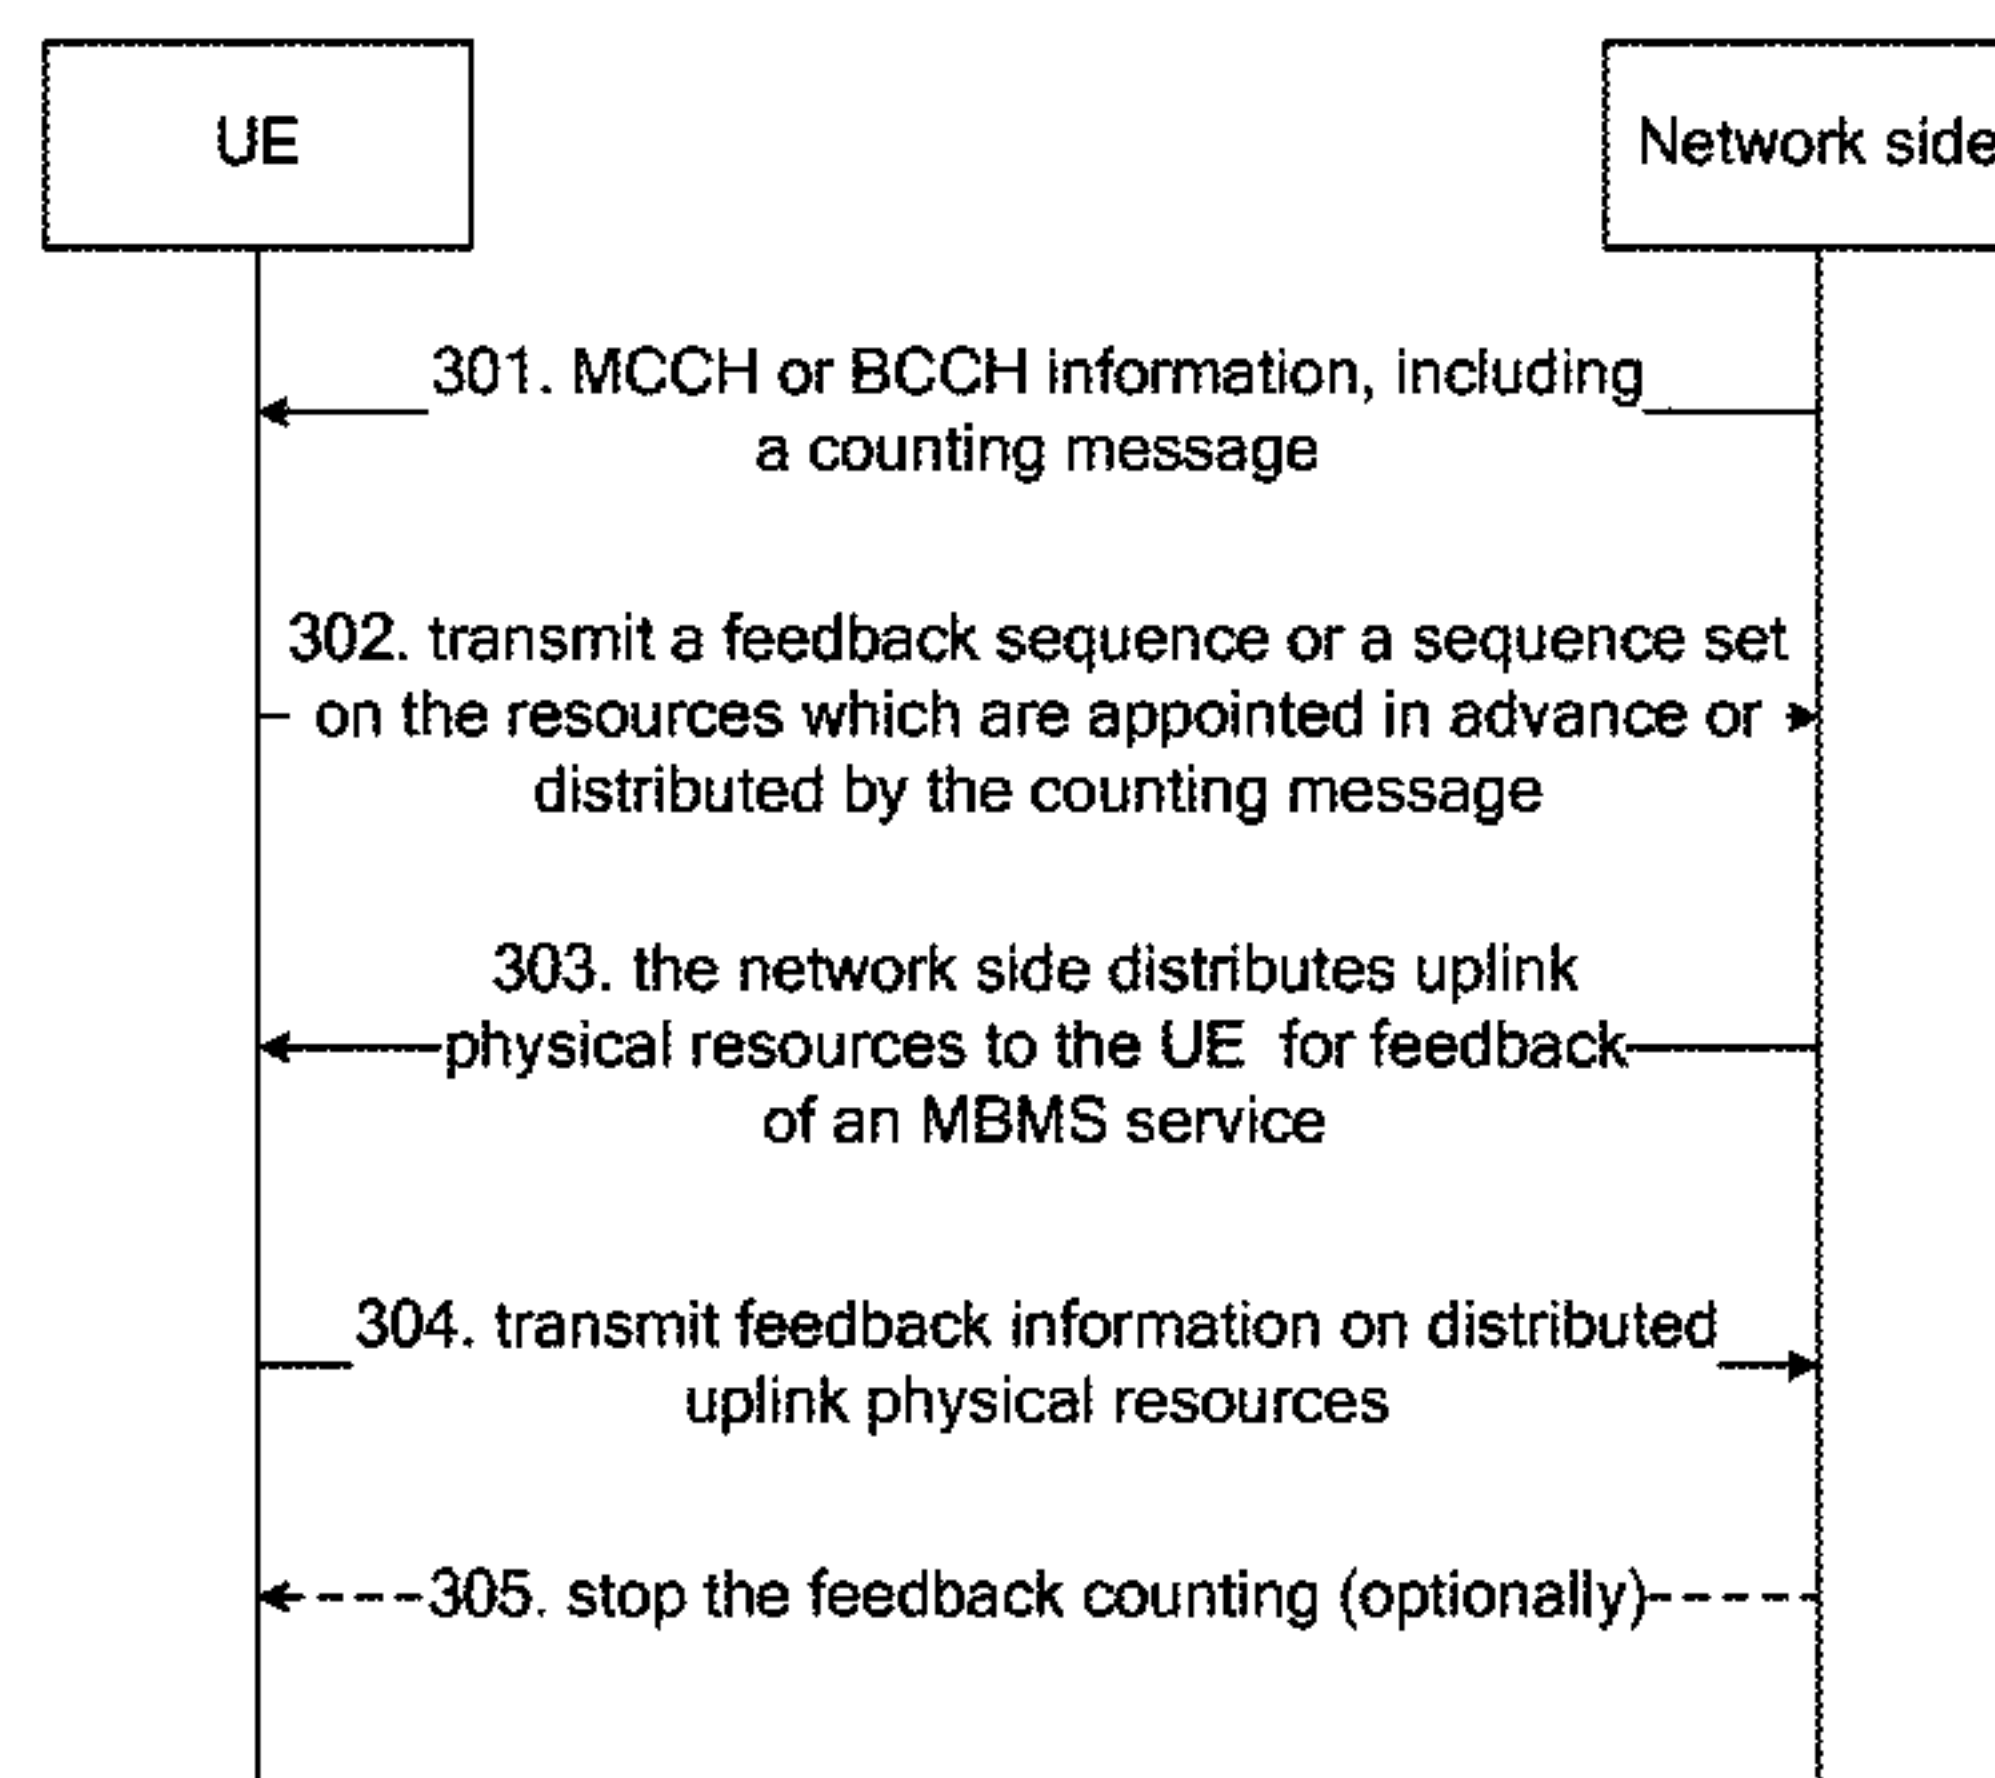 UE
Network side
301. MCCH or BCCH information, including
a counting message
302. transmit a feedback sequence or a sequence set
on the resources which are appointed in advance or
distributed by the counting message
303. the network side distributes uplink
physical resources to the UE for feedback
of an MBMS service
304. transmit feedback information on distributed
uplink physical resources
305. stop the feedback counting (optionally)